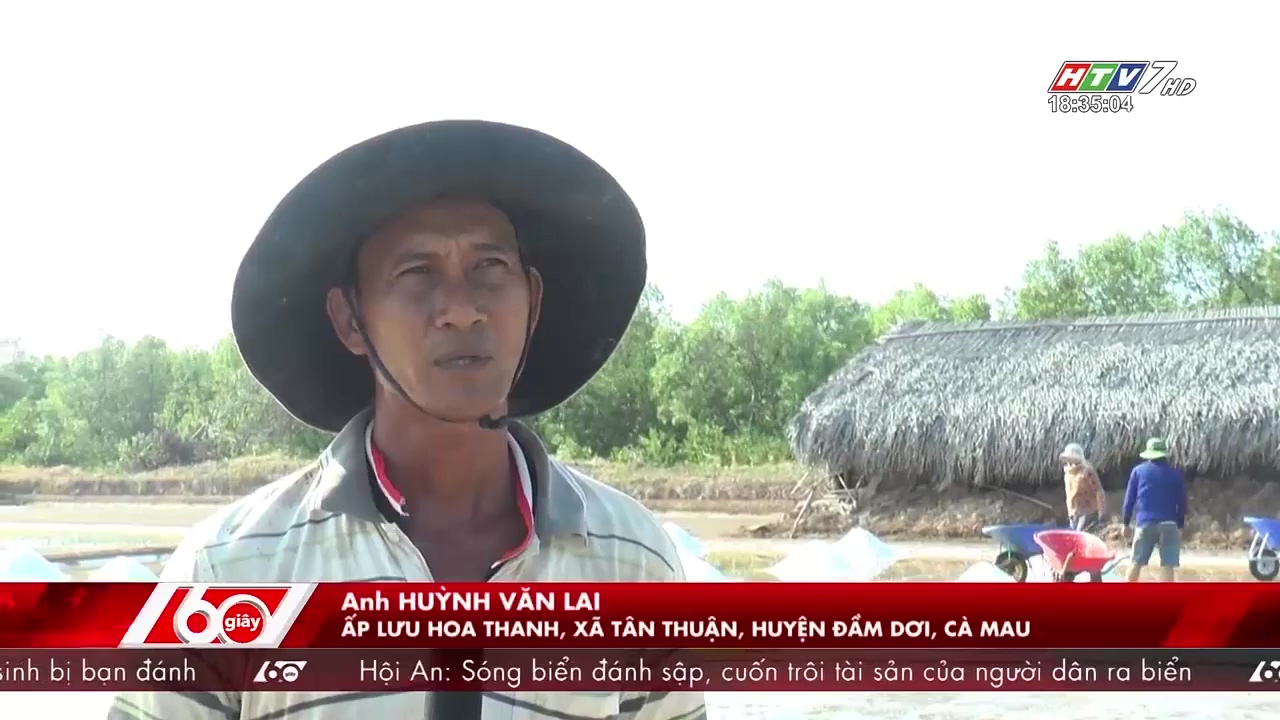 HTV7HD
18:35:04
60 giây
Anh HUỲNH VĂN LAI
ẤP LƯU HOA THANH, XÃ TÂN THUẬN, HUYỆN ĐẦM DƠI, CÀ MAU
sinh bị bạn đánh 60 giây Hội An: Sóng biển đánh sập, cuốn trôi tài sản của người dân ra biển